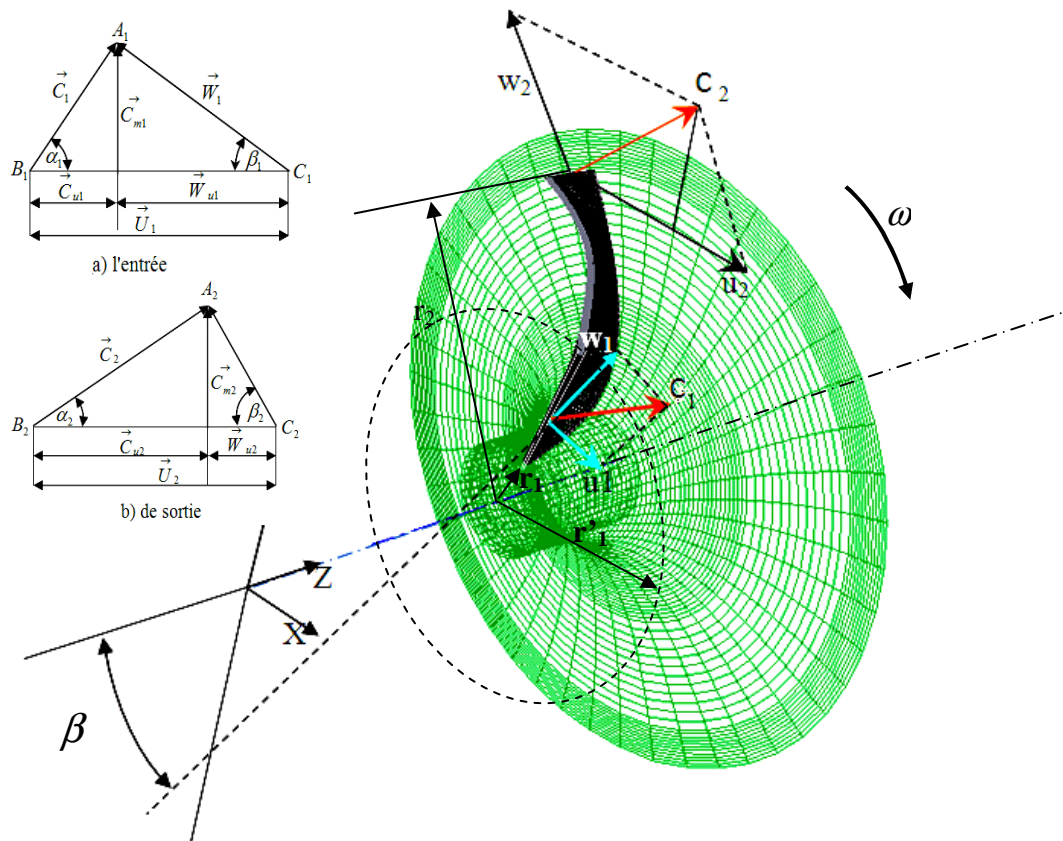 A₁
C₁
W₁
Cₘ₁
B₁
α₁
β₁
C₁
Cᵤ₁
Wᵤ₁
U₁
a) l'entrée
A₂
C₂
Cₘ₂
B₂
α₂
β₂
C₂
Cᵤ₂
Wᵤ₂
U₂
b) de sortie
w₂
C₂
ω
u₂
r₂
w₁
C₁
u1
r₁
r'₁
Z
X
β